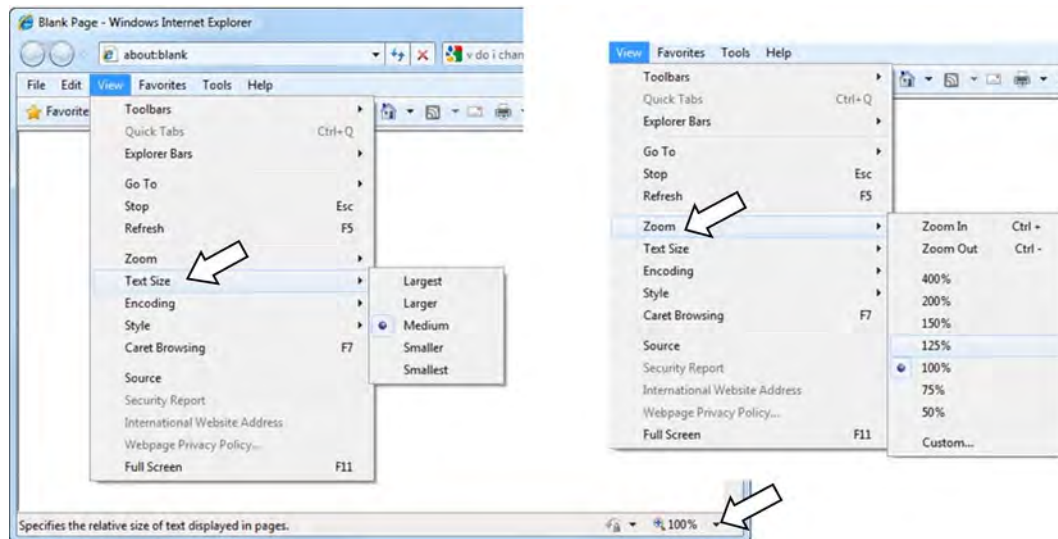 Blank Page - Windows Internet Explorer
about:blank
v do i chan
File Edit View Favorites Tools Help
Favorite
Toolbars
Quick Tabs Ctrl+Q
Explorer Bars
Go To
Stop Esc
Refresh F5
Zoom
Text Size
Encoding
Style
Caret Browsing F7
Source
Security Report
International Website Address
Webpage Privacy Policy...
Full Screen F11
Largest
Larger
Medium
Smaller
Smallest
Specifies the relative size of text displayed in pages.
100%
View Favorites Tools Help
Toolbars
Quick Tabs Ctrl+Q
Explorer Bars
Go To
Stop Esc
Refresh F5
Zoom
Text Size
Encoding
Style
Caret Browsing F7
Source
Security Report
International Website Address
Webpage Privacy Policy...
Full Screen F11
Zoom In Ctrl +
Zoom Out Ctrl -
400%
200%
150%
125%
100%
75%
50%
Custom...